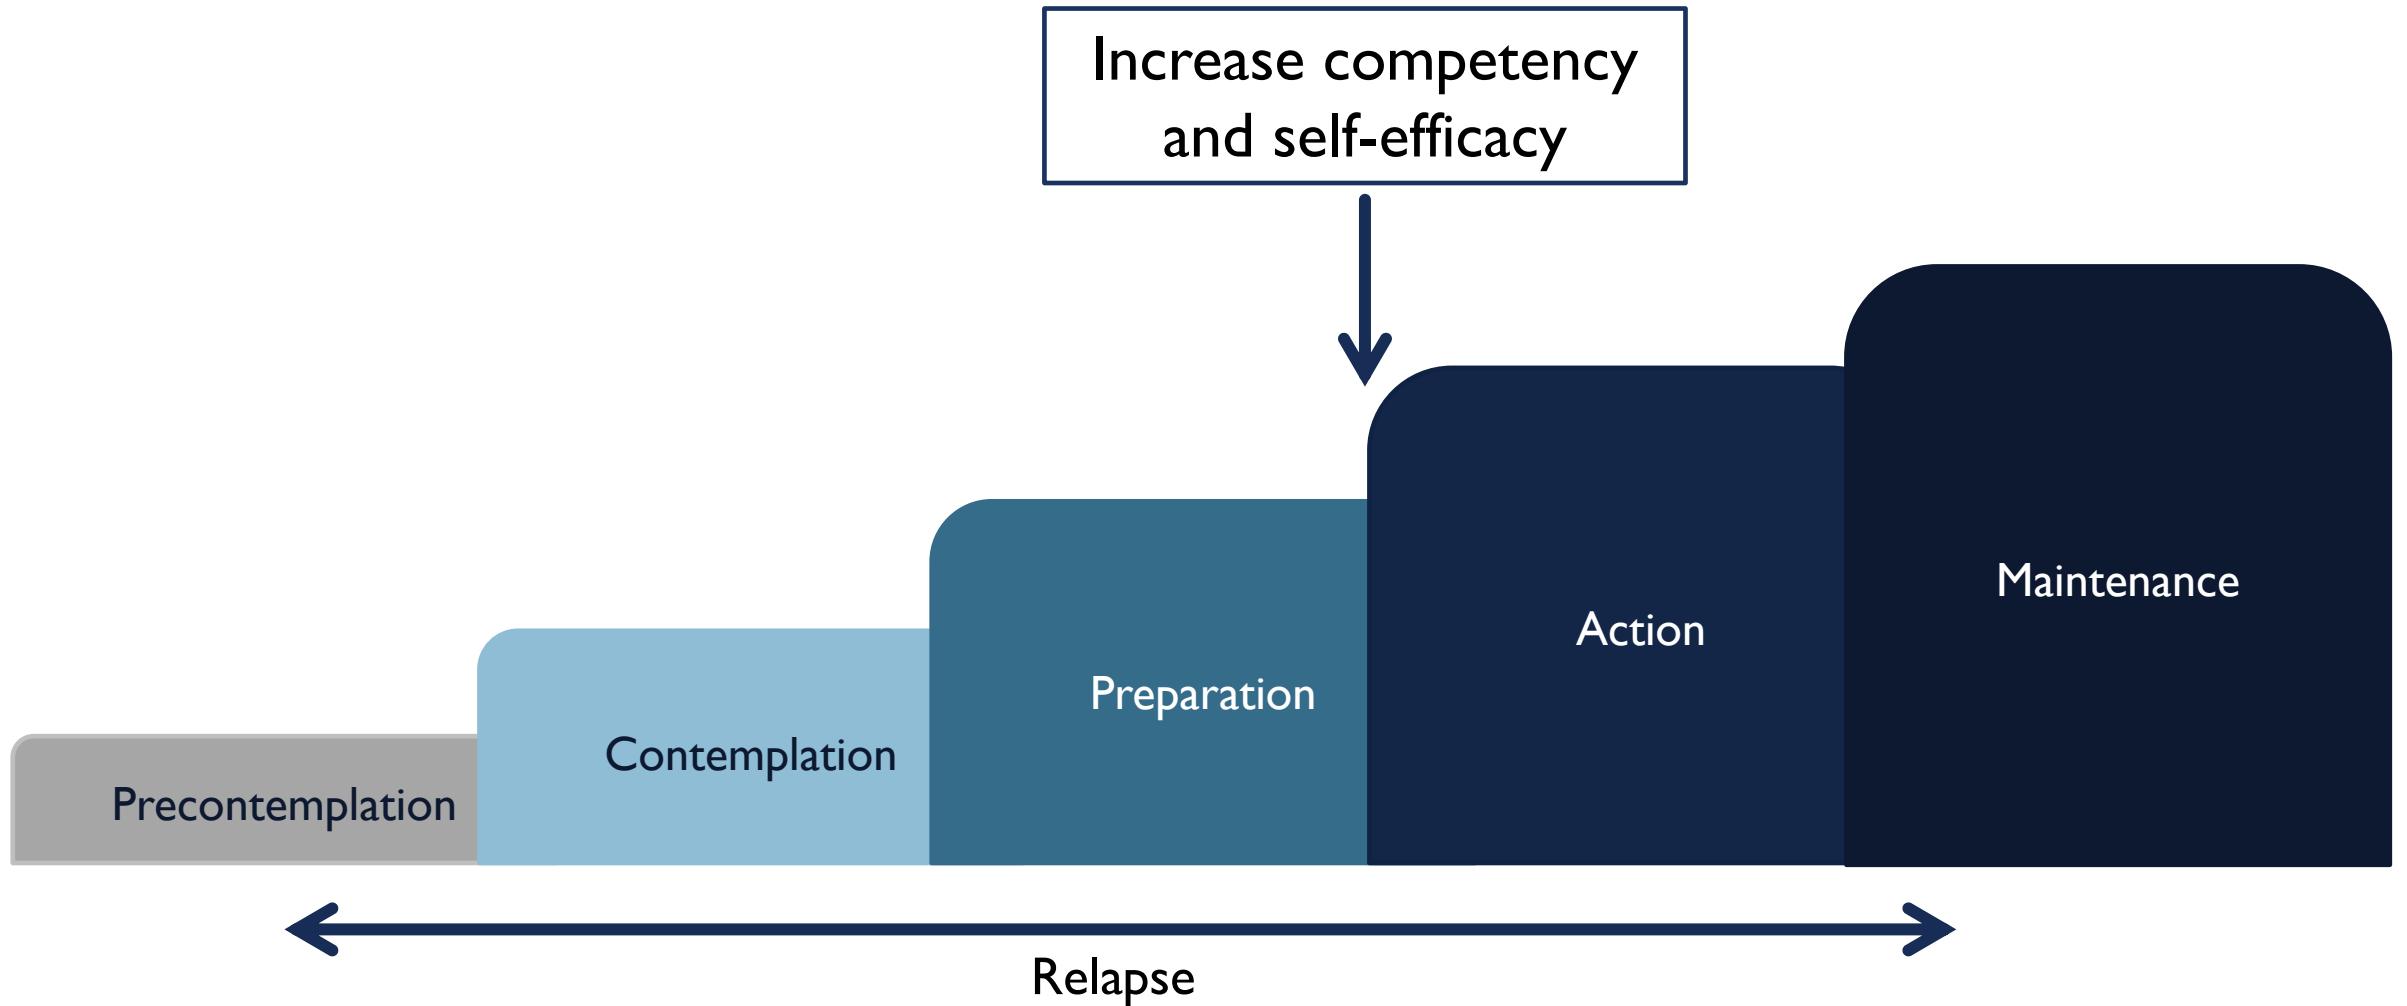 Increase competency
and self-efficacy
Precontemplation
Contemplation
Preparation
Action
Maintenance
Relapse